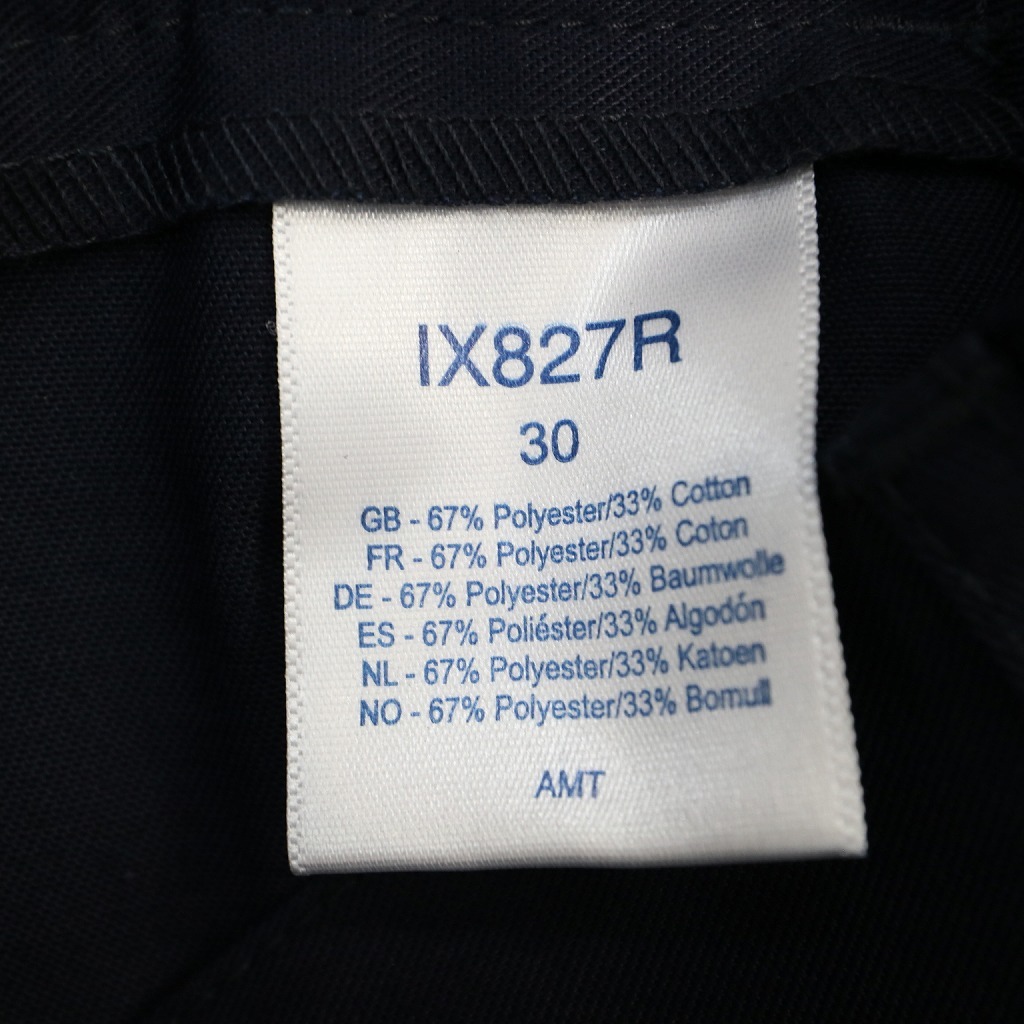 IX827R
30
GB - 67% Polyester/33% Cotton
FR - 67% Polyester/33% Coton
DE - 67% Polyester/33% Baumwolle
ES - 67% Poliéster/33% Algodón
NL - 67% Polyester/33% Katoen
NO - 67% Polyester/33% Bomull
AMT